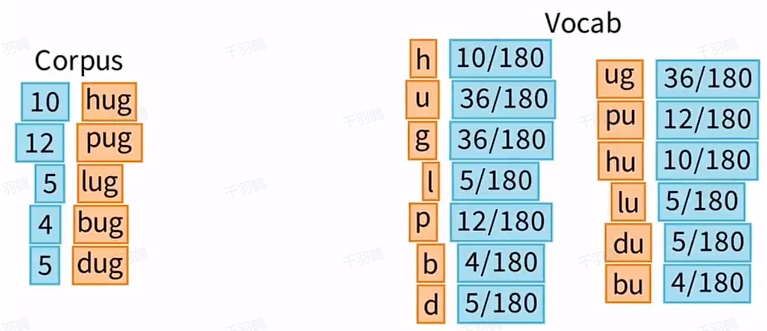 Corpus
10 hug
12 pug
5 lug
4 bug
5 dug
Vocab
h 10/180
u 36/180
g 36/180
l 5/180
p 12/180
b 4/180
d 5/180
ug 36/180
pu 12/180
hu 10/180
lu 5/180
du 5/180
bu 4/180
千羽鹤